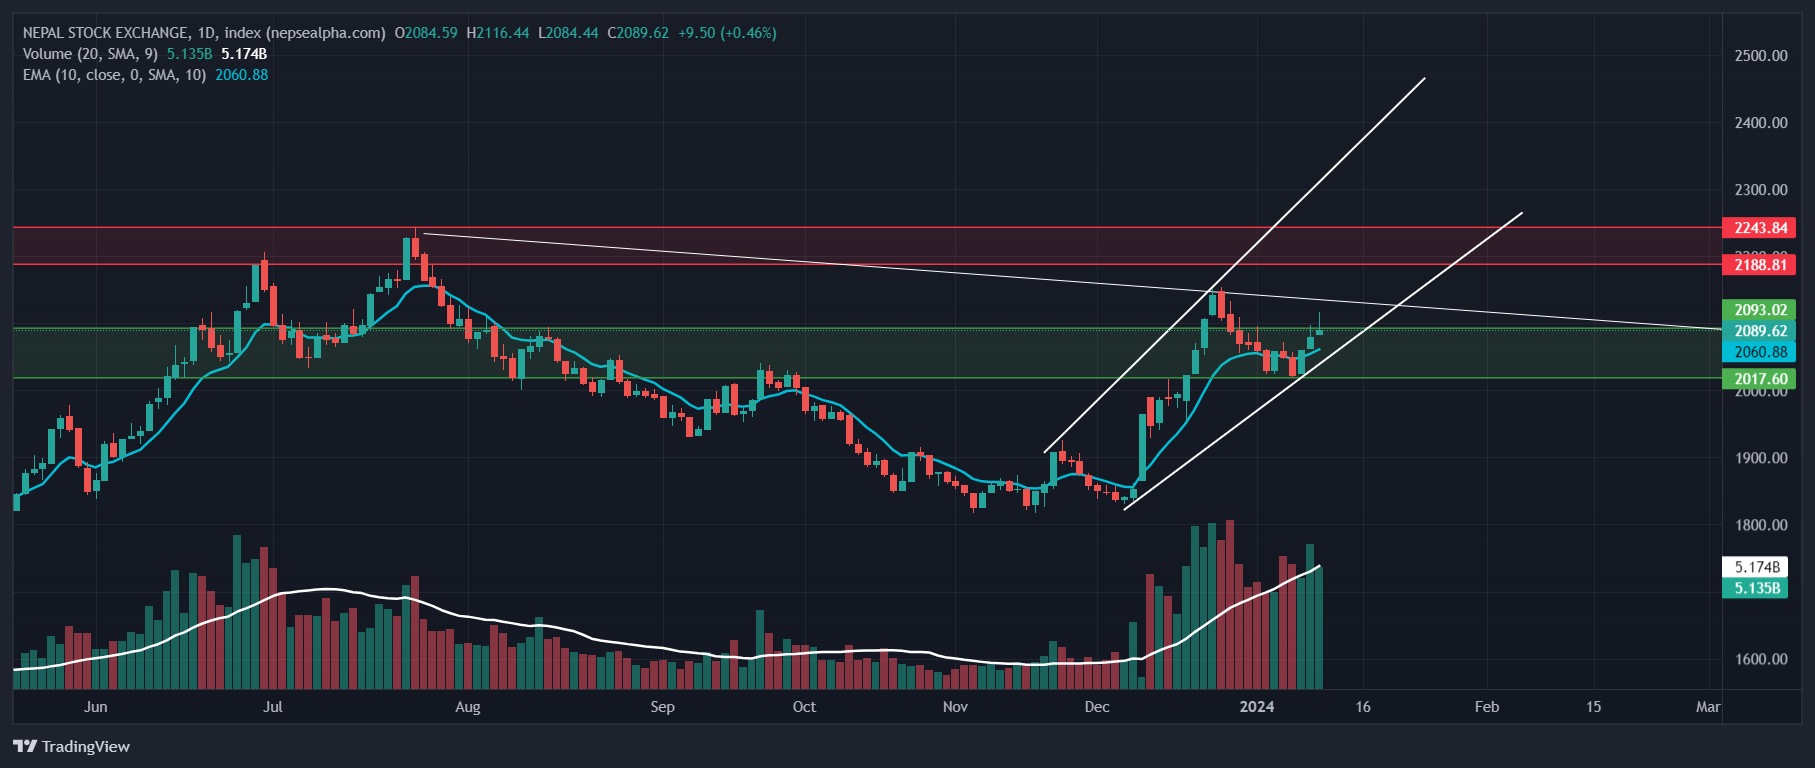 NEPAL STOCK EXCHANGE, 1D, index (nepsealpha.com) O2084.59 H2116.44 L2084.44 C2089.62 +9.50 (+0.46%)
Volume (20, SMA, 9) 5.135B 5.174B
EMA (10, close, 0, SMA, 10) 2060.88
2500.00
2400.00
2300.00
2243.84
2200.00
2188.81
2093.02
2089.62
2060.88
2017.60
2000.00
1900.00
1800.00
5.174B
5.135B
1600.00
Jun Jul Aug Sep Oct Nov Dec 2024 16 Feb 15 Mar
TradingView